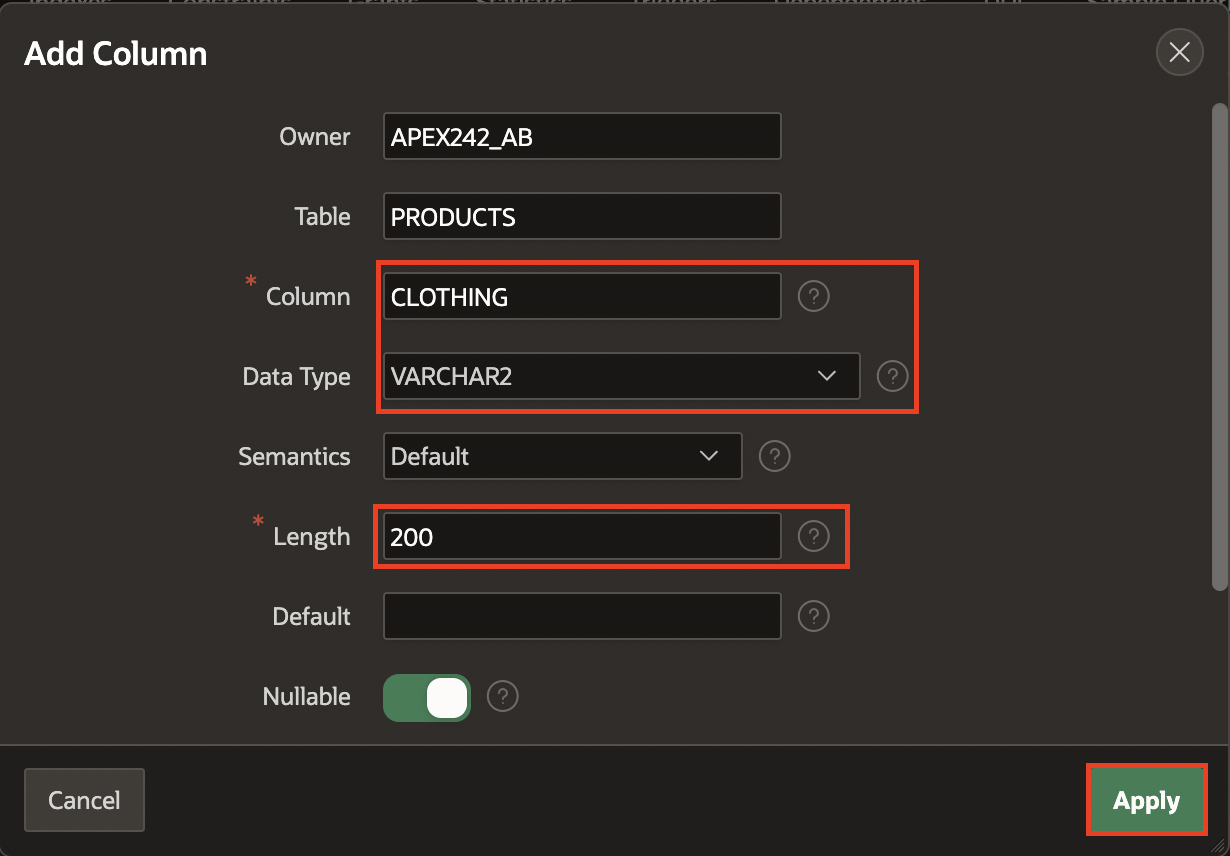 Add Column
Owner APEX242_AB
Table PRODUCTS
* Column CLOTHING ?
Data Type VARCHAR2 ?
Semantics Default ?
* Length 200 ?
Default ?
Nullable ?
Cancel Apply